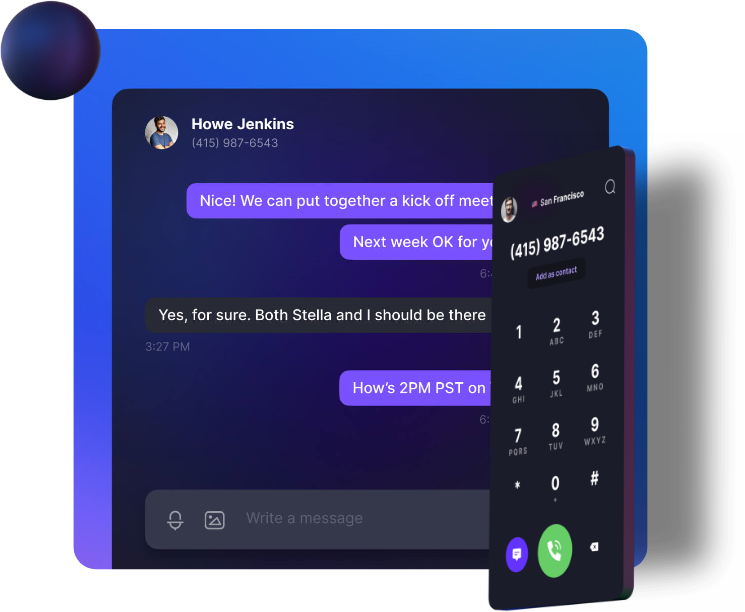 Howe Jenkins
(415) 987-6543
Nice! We can put together a kick off meet
Next week OK for y
6:
Yes, for sure. Both Stella and I should be there
3:27 PM
How's 2PM PST on
6:
Write a message
San Francisco
(415) 987-6543
Add as contact
1 2 3
ABC DEF
4 5 6
GHI JKL MNO
7 8 9
PQRS TUV WXYZ
* 0 #
+